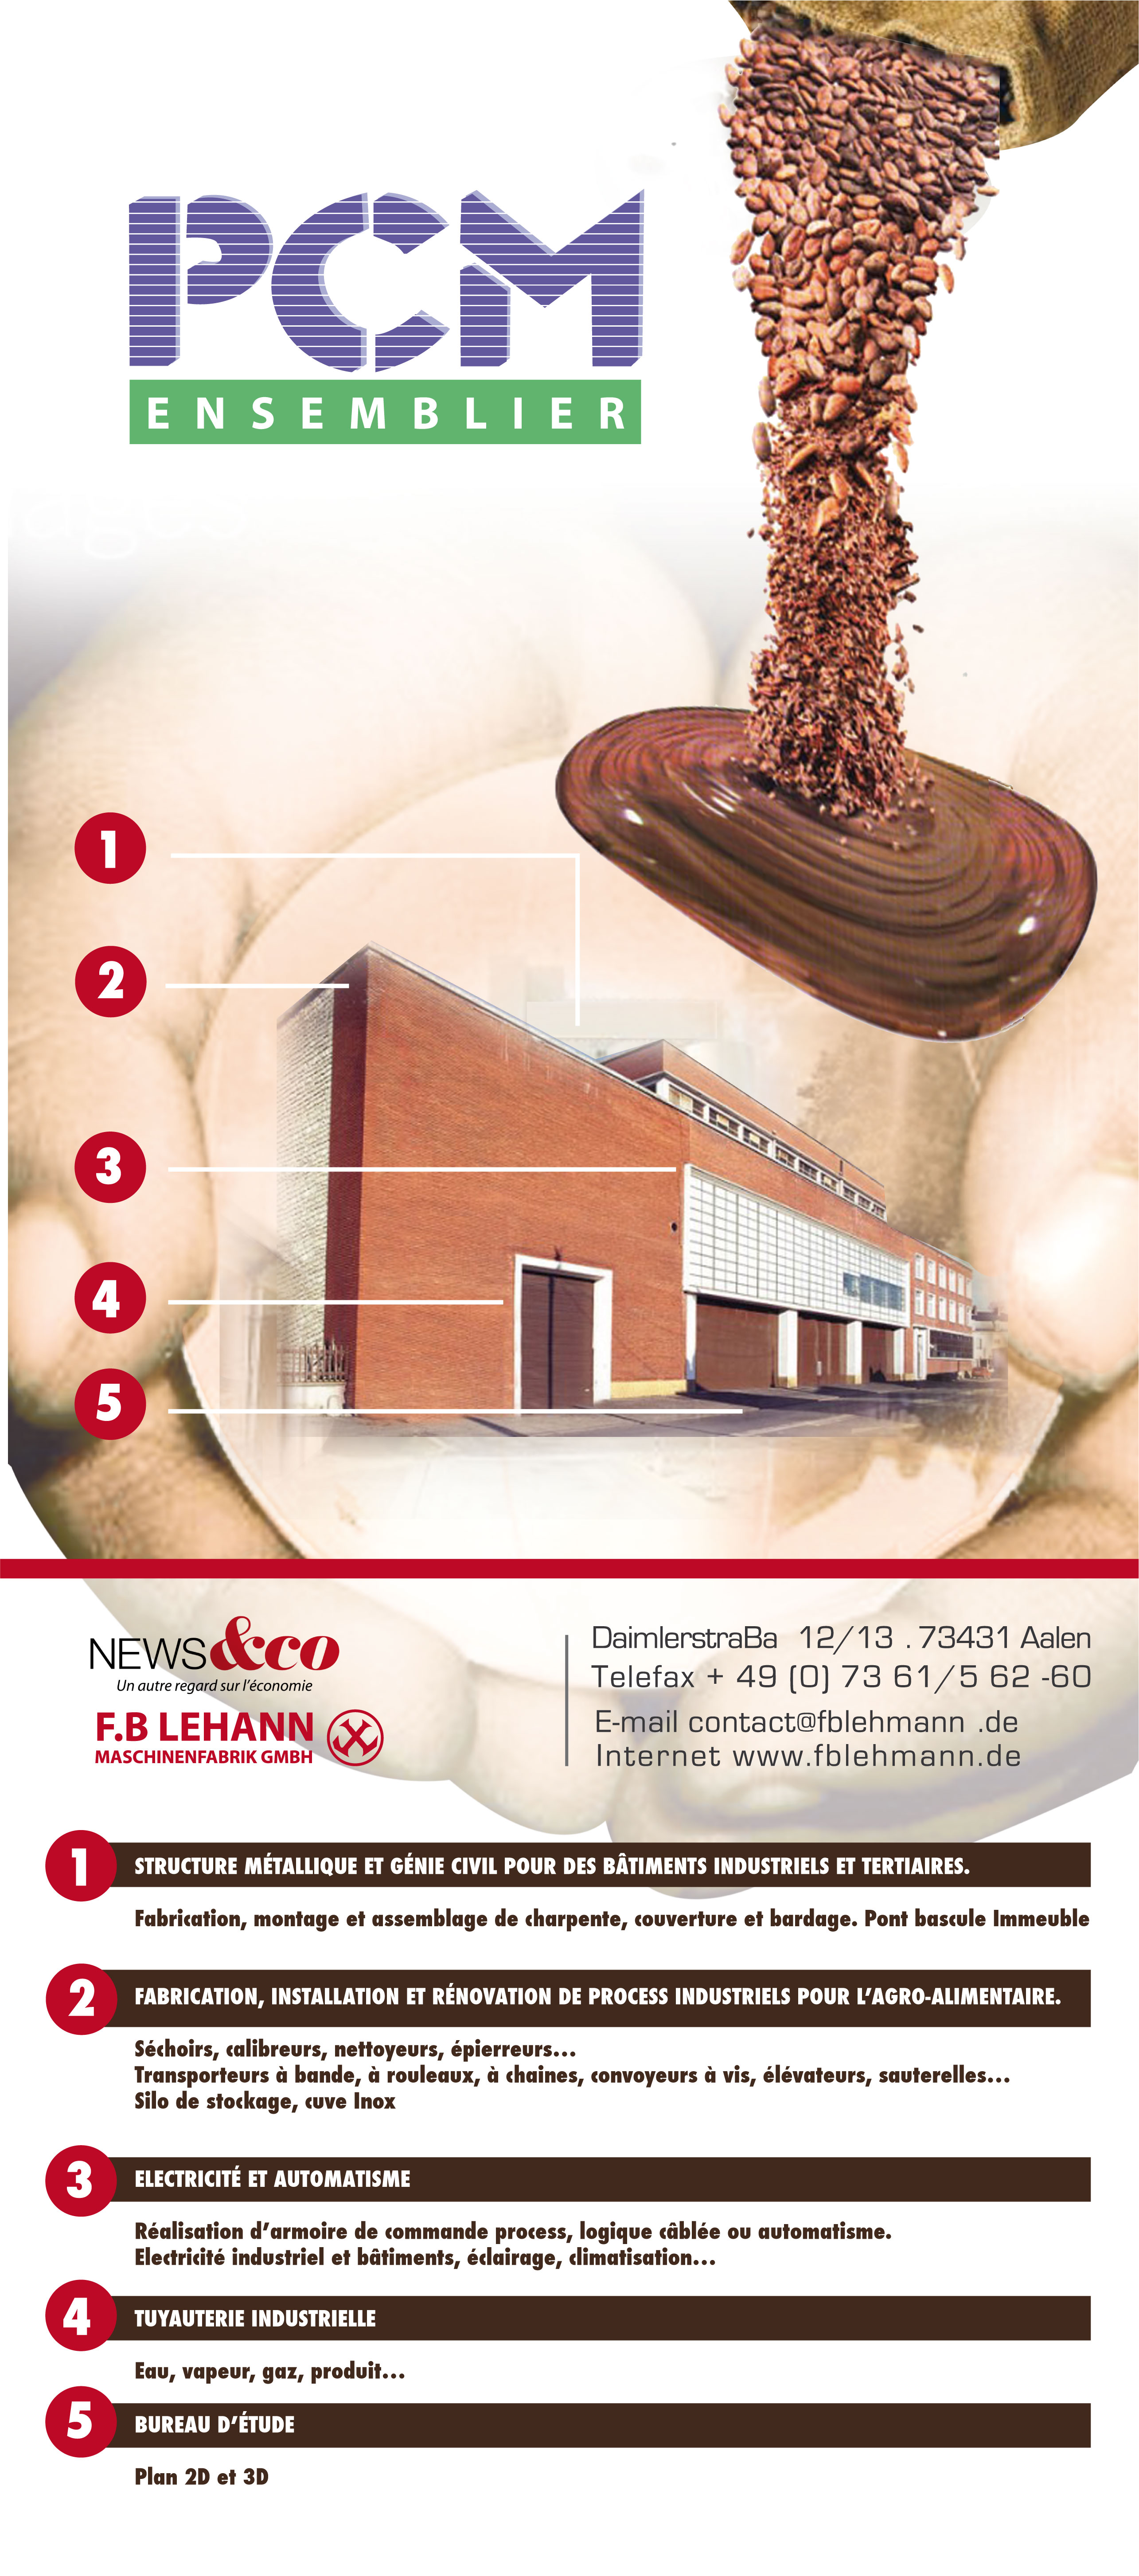 PCM
ENSEMBLIER
1
2
3
4
5
NEWS&co
Un autre regard sur l'économie
F.B LEHANN
MASCHINENFABRIK GMBH
DaimlerstraBa 12/13 . 73431 Aalen
Telefax + 49 (0) 73 61/5 62 -60
E-mail contact@fblehmann .de
Internet www.fblehmann.de
1 STRUCTURE MÉTALLIQUE ET GÉNIE CIVIL POUR DES BÂTIMENTS INDUSTRIELS ET TERTIAIRES.
Fabrication, montage et assemblage de charpente, couverture et bardage. Pont bascule Immeuble
2 FABRICATION, INSTALLATION ET RÉNOVATION DE PROCESS INDUSTRIELS POUR L'AGRO-ALIMENTAIRE.
Séchoirs, calibreurs, nettoyeurs, épierreurs...
Transporteurs à bande, à rouleaux, à chaines, convoyeurs à vis, élévateurs, sauterelles...
Silo de stockage, cuve Inox
3 ELECTRICITÉ ET AUTOMATISME
Réalisation d'armoire de commande process, logique câblée ou automatisme.
Electricité industriel et bâtiments, éclairage, climatisation...
4 TUYAUTERIE INDUSTRIELLE
Eau, vapeur, gaz, produit...
5 BUREAU D'ÉTUDE
Plan 2D et 3D